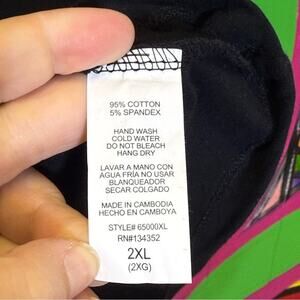 95% COTTON
5% SPANDEX
HAND WASH
COLD WATER
DO NOT BLEACH
HANG DRY
LAVAR A MANO CON
AGUA FRÍA NO USAR
BLANQUEADOR
SECAR COLGADO
MADE IN CAMBODIA
HECHO EN CAMBOYA
STYLE# 65000XL
RN#134352
2XL
(2XG)